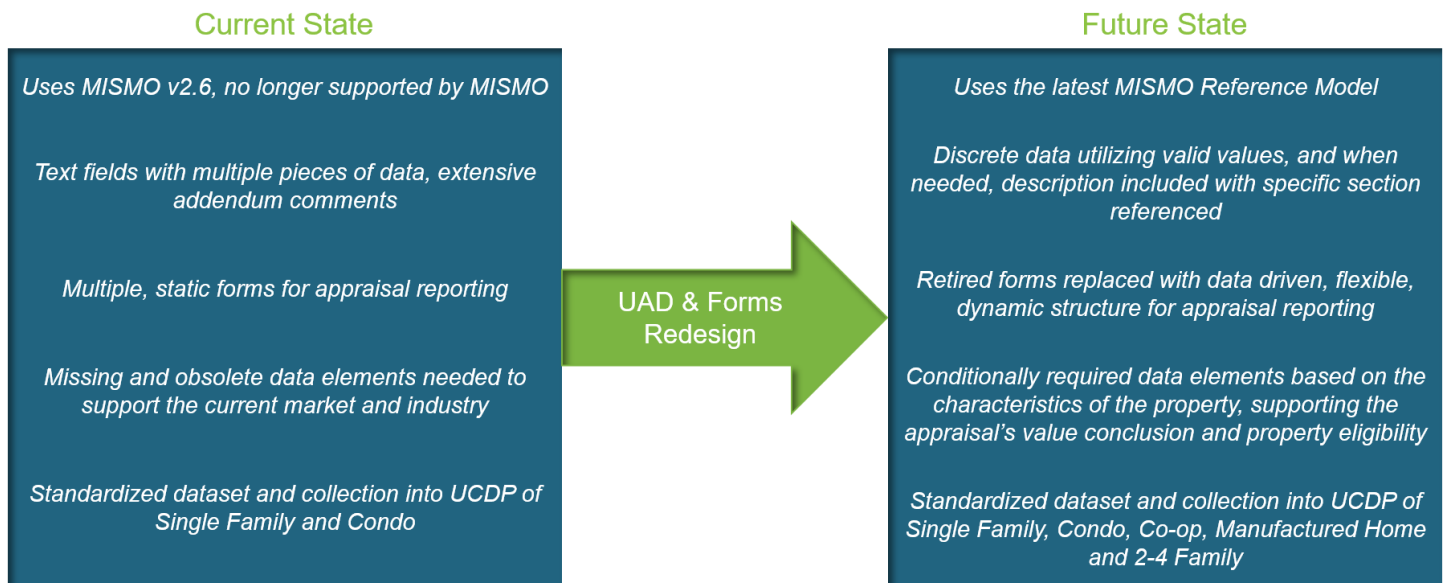 Current State
Uses MISMO v2.6, no longer supported by MISMO
Text fields with multiple pieces of data, extensive
addendum comments
Multiple, static forms for appraisal reporting
Missing and obsolete data elements needed to
support the current market and industry
Standardized dataset and collection into UCDP of
Single Family and Condo
UAD & Forms
Redesign
Future State
Uses the latest MISMO Reference Model
Discrete data utilizing valid values, and when
needed, description included with specific section
referenced
Retired forms replaced with data driven, flexible,
dynamic structure for appraisal reporting
Conditionally required data elements based on the
characteristics of the property, supporting the
appraisal’s value conclusion and property eligibility
Standardized dataset and collection into UCDP of
Single Family, Condo, Co-op, Manufactured Home
and 2-4 Family